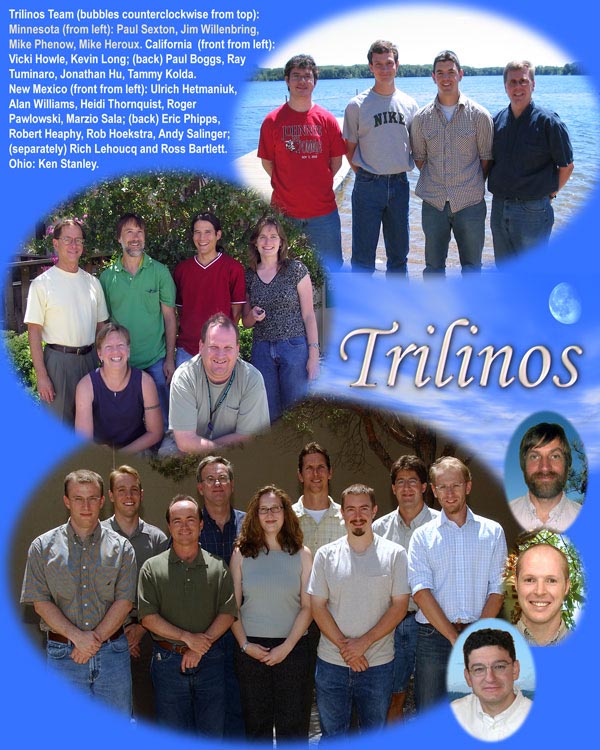 Trilinos Team (bubbles counterclockwise from top):
Minnesota (from left): Paul Sexton, Jim Willenbring,
Mike Phenow, Mike Heroux. California (front from left):
Vicki Howle, Kevin Long; (back) Paul Boggs, Ray
Tuminaro, Jonathan Hu, Tammy Kolda.
New Mexico (front from left): Ulrich Hetmaniuk,
Alan Williams, Heidi Thornquist, Roger
Pawlowski, Marzio Sala; (back) Eric Phipps,
Robert Heaphy, Rob Hoekstra, Andy Salinger;
(separately) Rich Lehoucq and Ross Bartlett.
Ohio: Ken Stanley.
NIKE
Trilinos